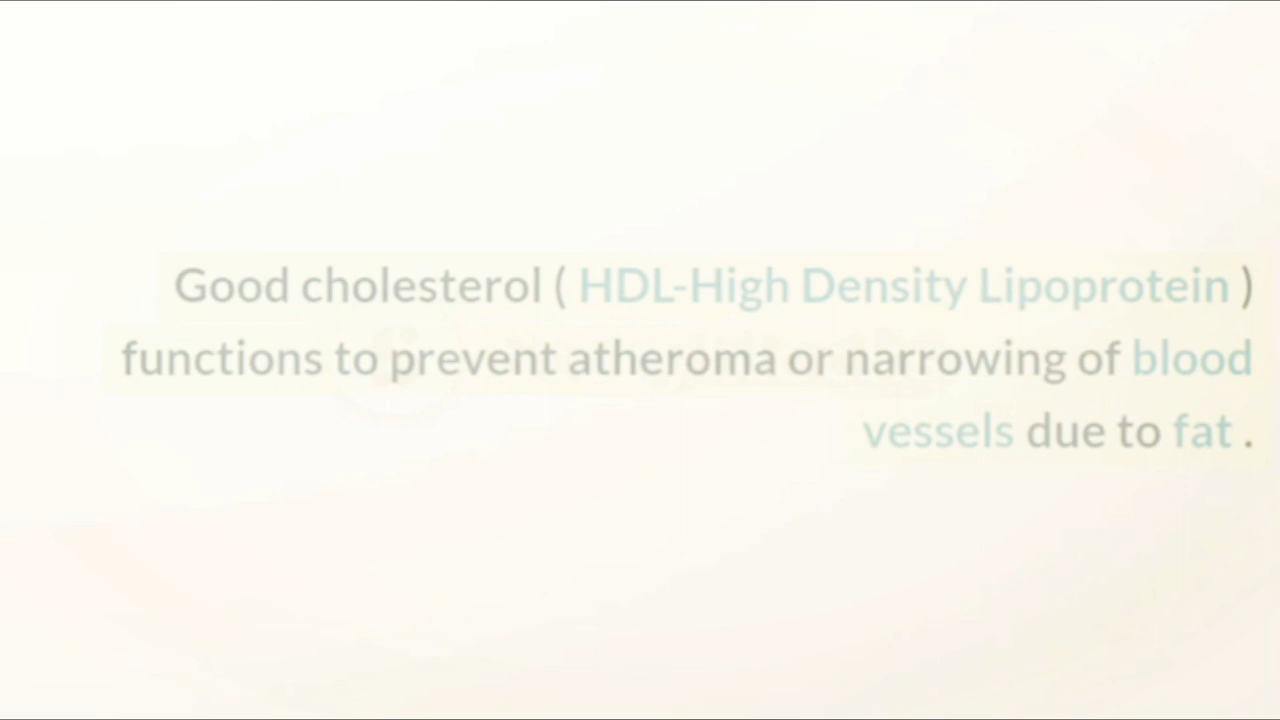 Good cholesterol ( HDL-High Density Lipoprotein )
functions to prevent atheroma or narrowing of blood
vessels due to fat .